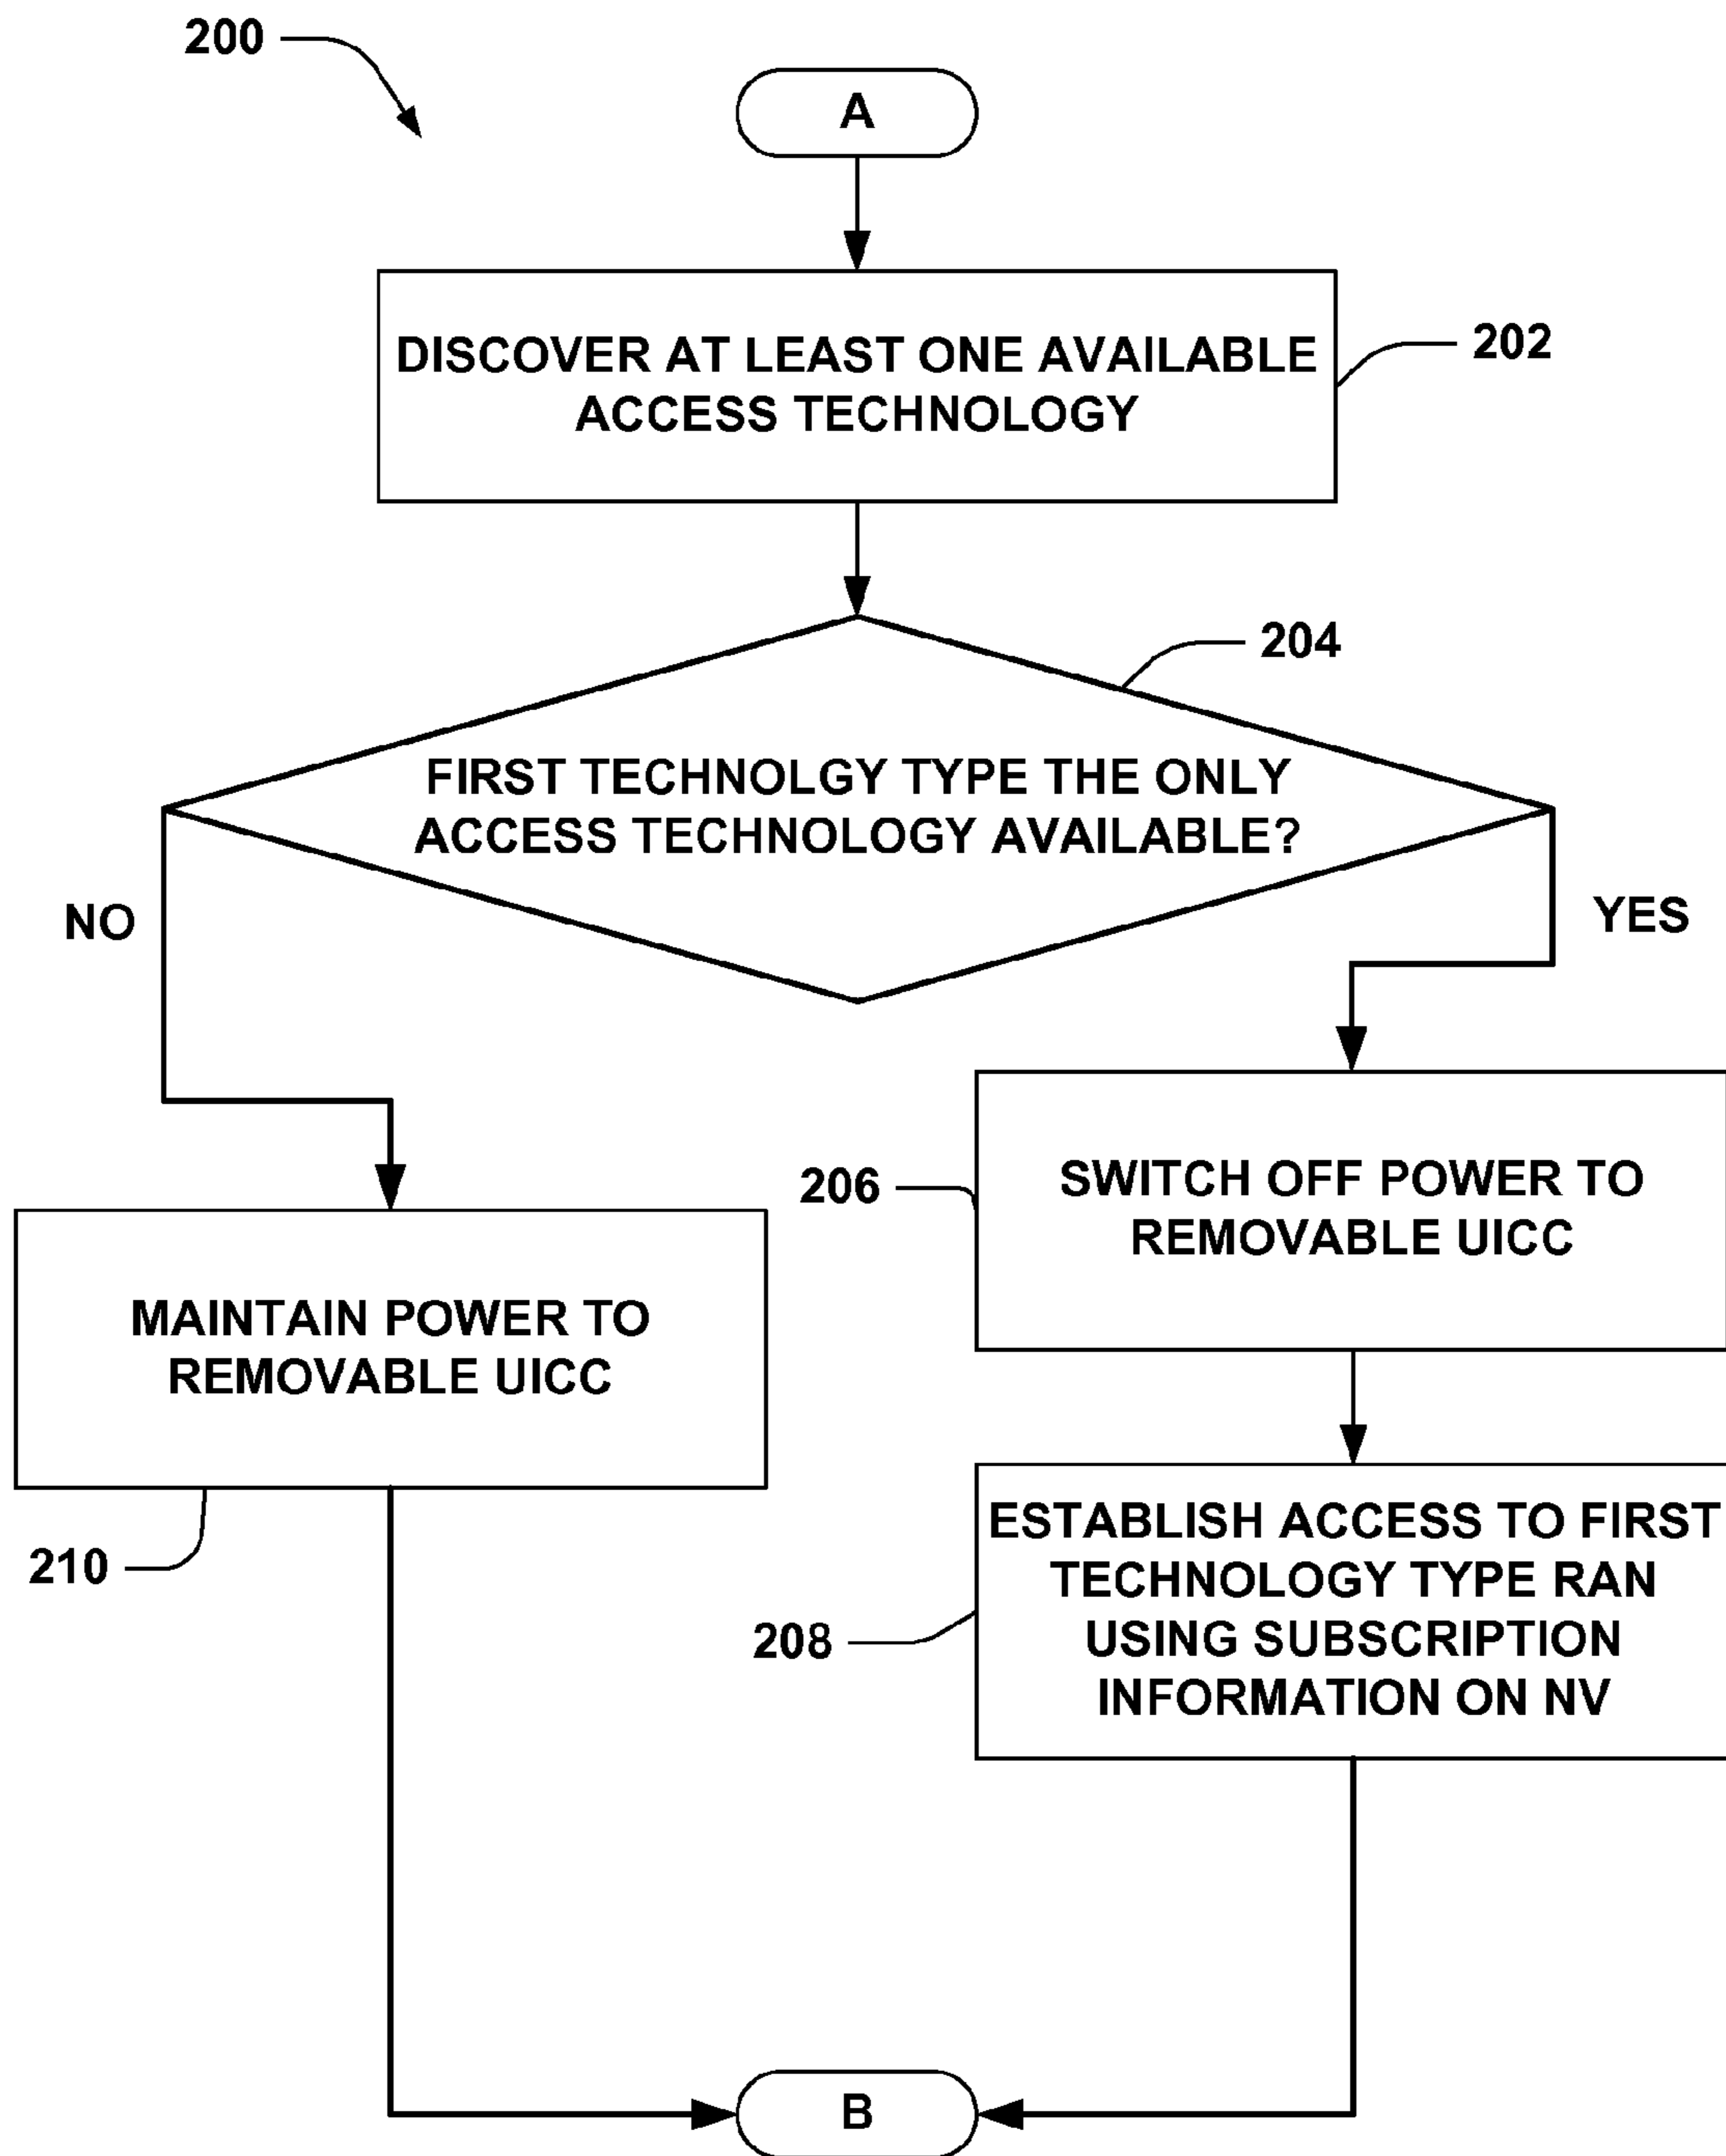 200
A
DISCOVER AT LEAST ONE AVAILABLE
ACCESS TECHNOLOGY
202
204
FIRST TECHNOLGY TYPE THE ONLY
ACCESS TECHNOLOGY AVAILABLE?
NO
YES
206
SWITCH OFF POWER TO
REMOVABLE UICC
MAINTAIN POWER TO
REMOVABLE UICC
210
208
ESTABLISH ACCESS TO FIRST
TECHNOLOGY TYPE RAN
USING SUBSCRIPTION
INFORMATION ON NV
B